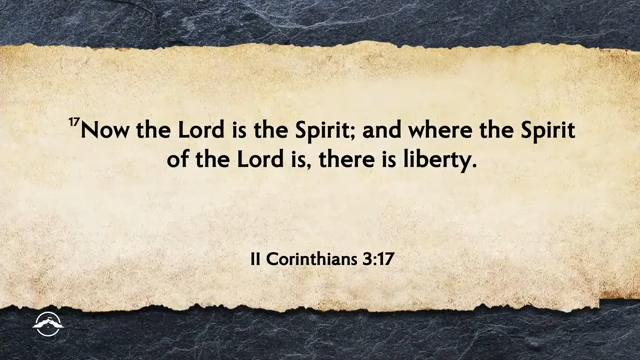 17Now the Lord is the Spirit; and where the Spirit
of the Lord is, there is liberty.
II Corinthians 3:17